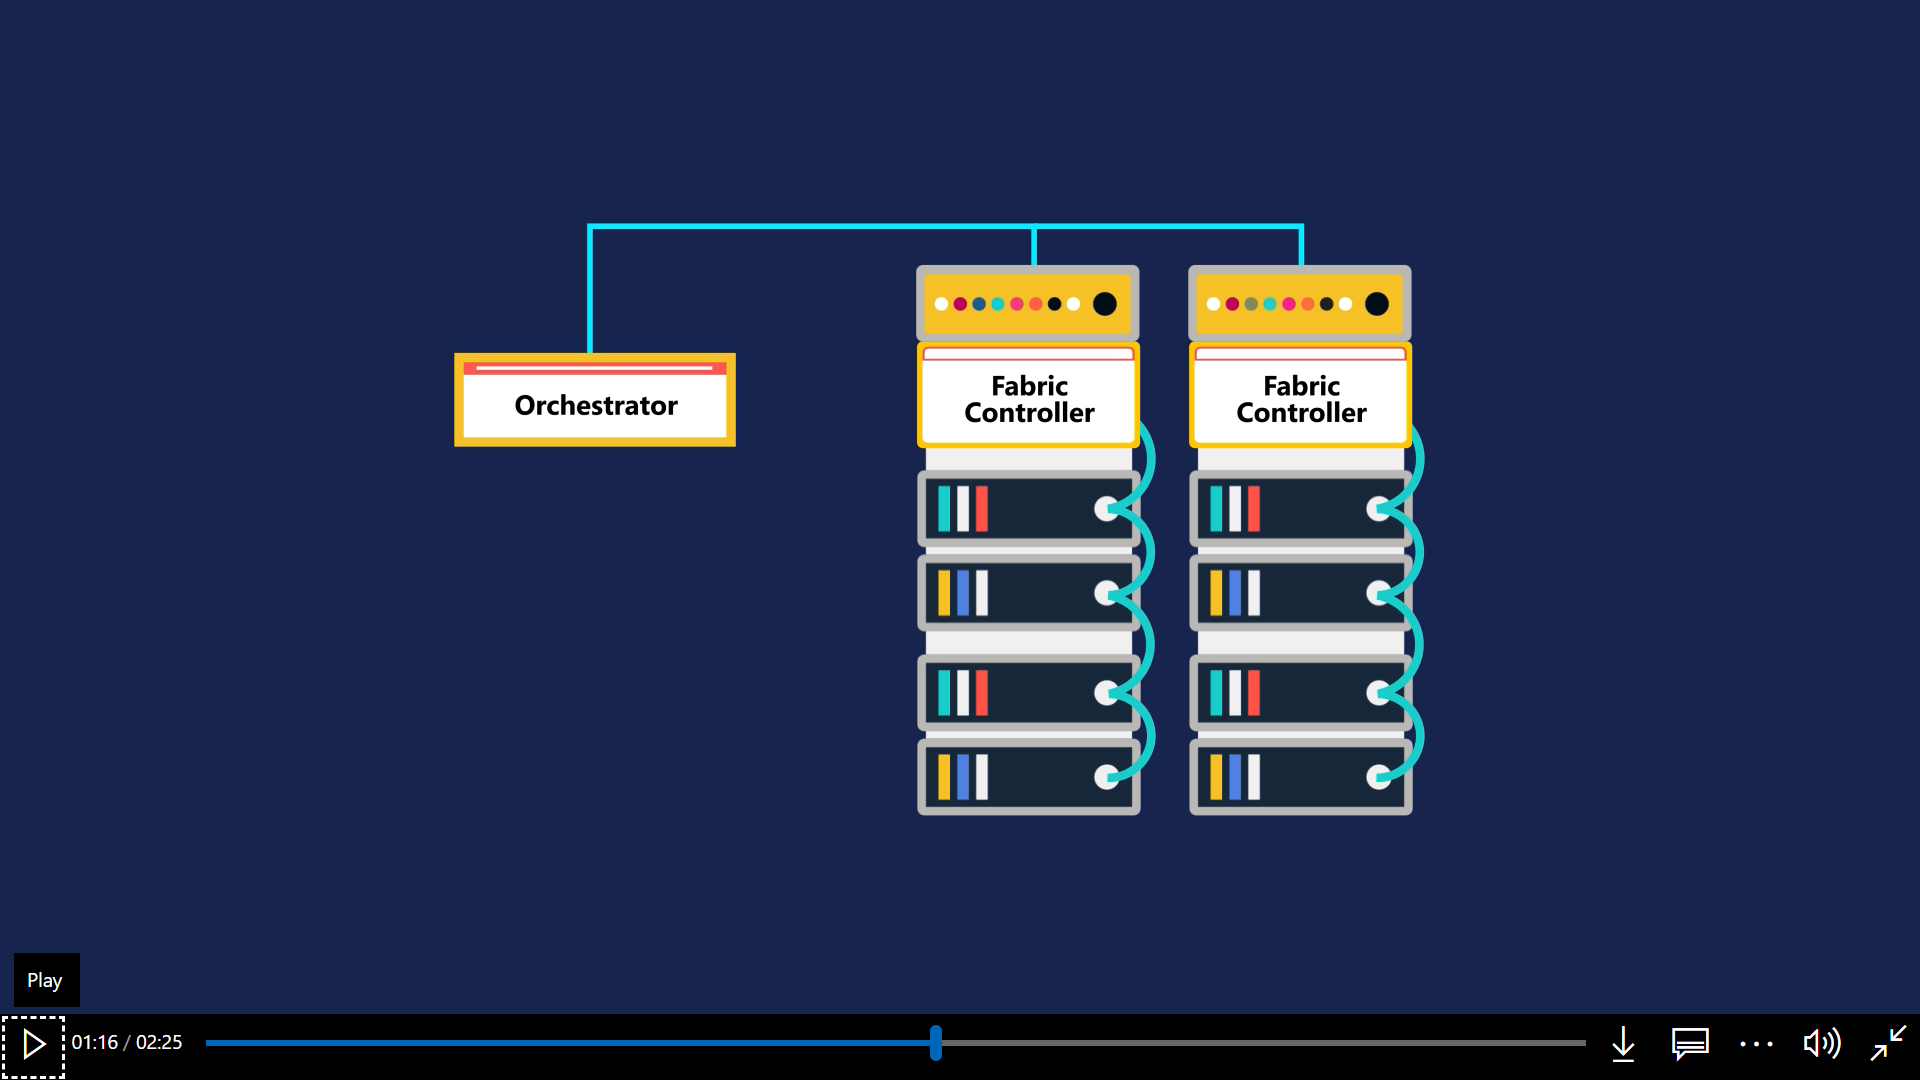 Orchestrator
Fabric
Controller
Fabric
Controller
Play
01:16 / 02:25